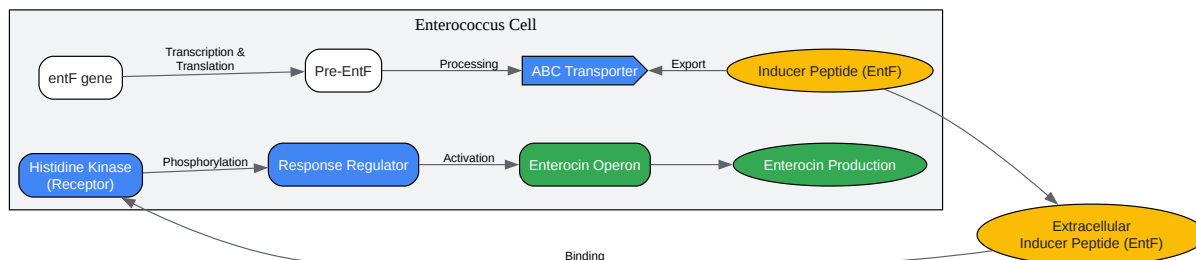 Enterococcus Cell
Transcription &
Translation
entF gene
Pre-EntF
Processing
ABC Transporter
Export
Inducer Peptide (EntF)
Histidine Kinase
(Receptor)
Phosphorylation
Response Regulator
Activation
Enterocin Operon
Enterocin Production
Extracellular
Inducer Peptide (EntF)
Binding